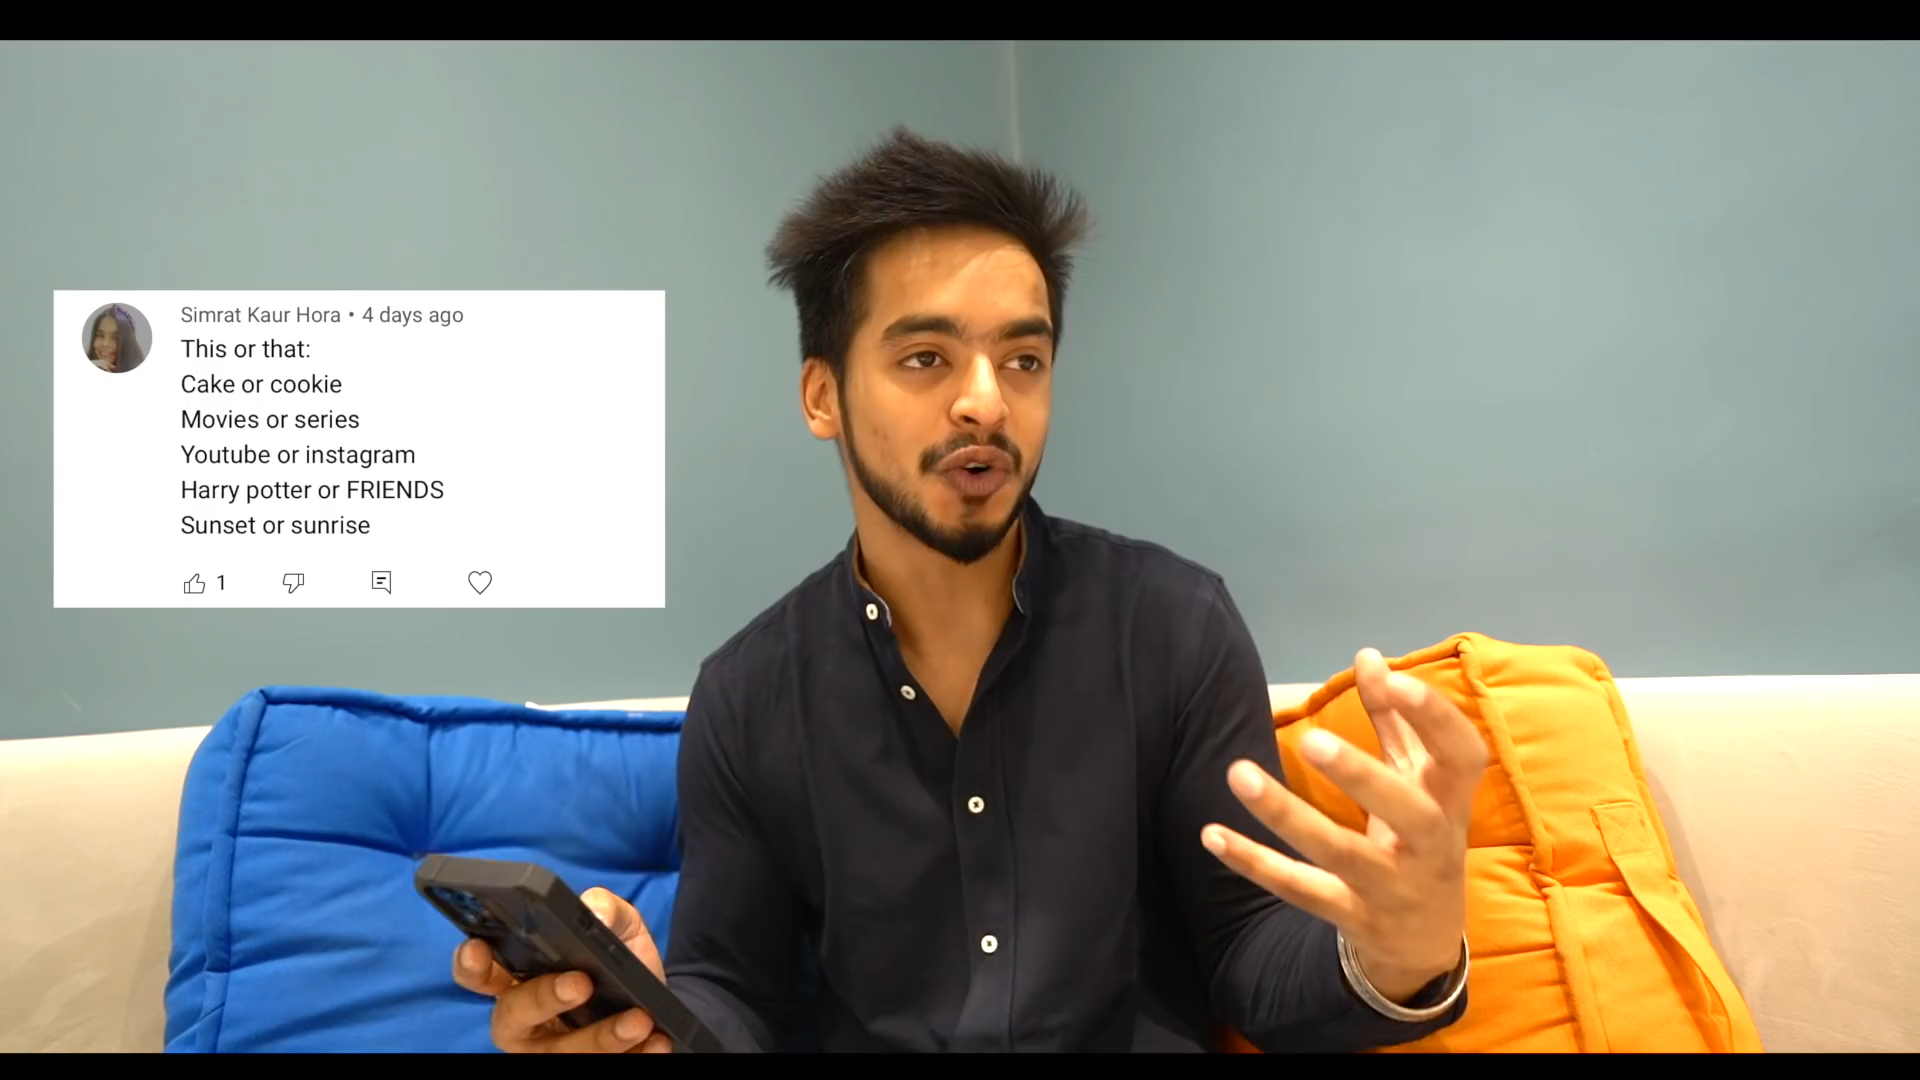 Simrat Kaur Hora • 4 days ago
This or that:
Cake or cookie
Movies or series
Youtube or instagram
Harry potter or FRIENDS
Sunset or sunrise
1